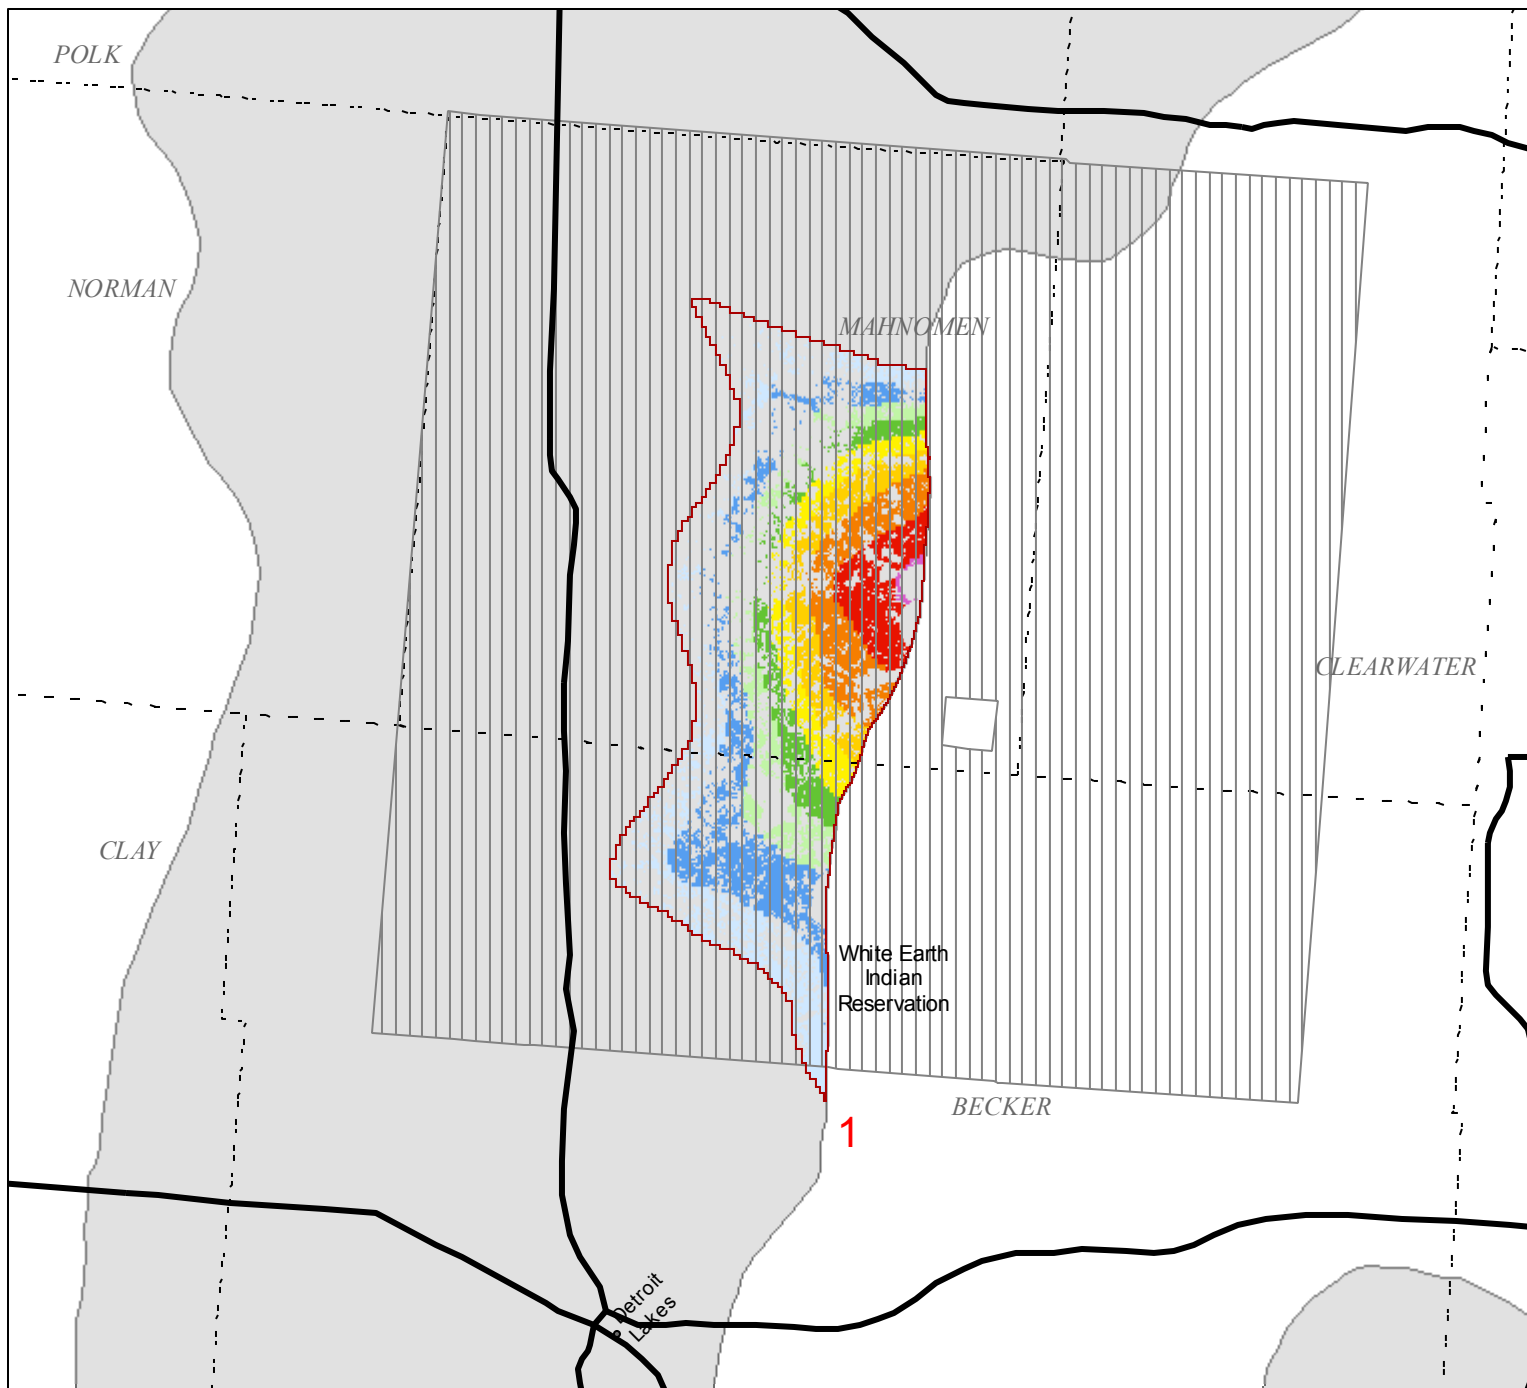 POLK
NORMAN
MAHNOMEN
CLEARWATER
CLAY
White Earth
Indian
Reservation
BECKER
1
Detroit
Lakes